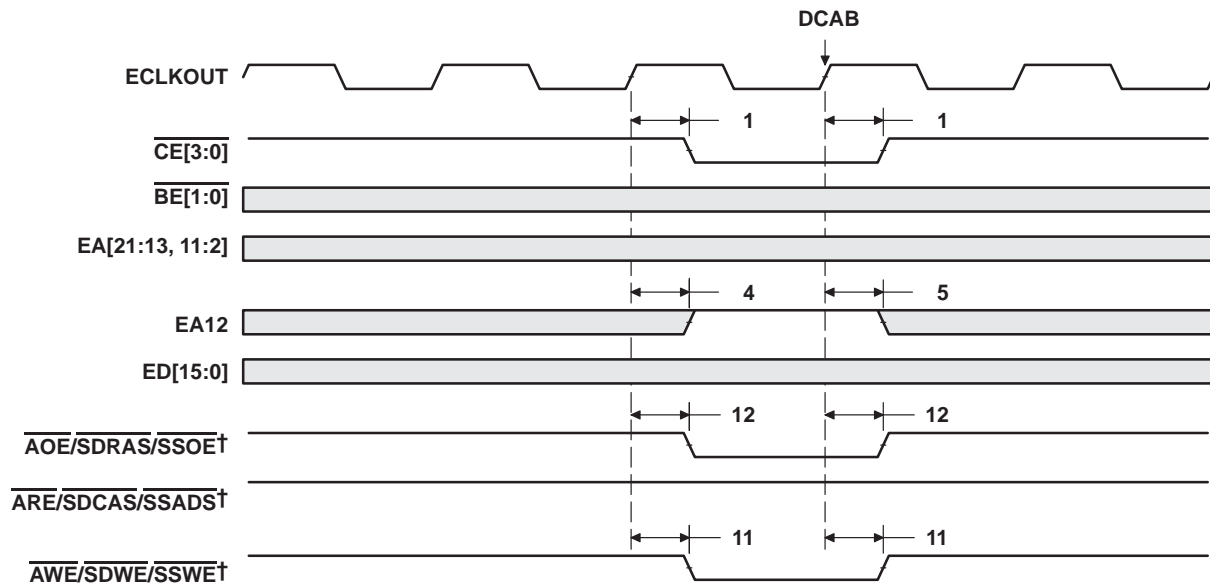 DCAB
ECLKOUT
1 1
CE[3:0]
BE[1:0]
EA[21:13, 11:2]
4 5
EA12
ED[15:0]
12 12
AOE/SDRAS/SSOE†
ARE/SDCAS/SSADS†
11 11
AWE/SDWE/SSWE†